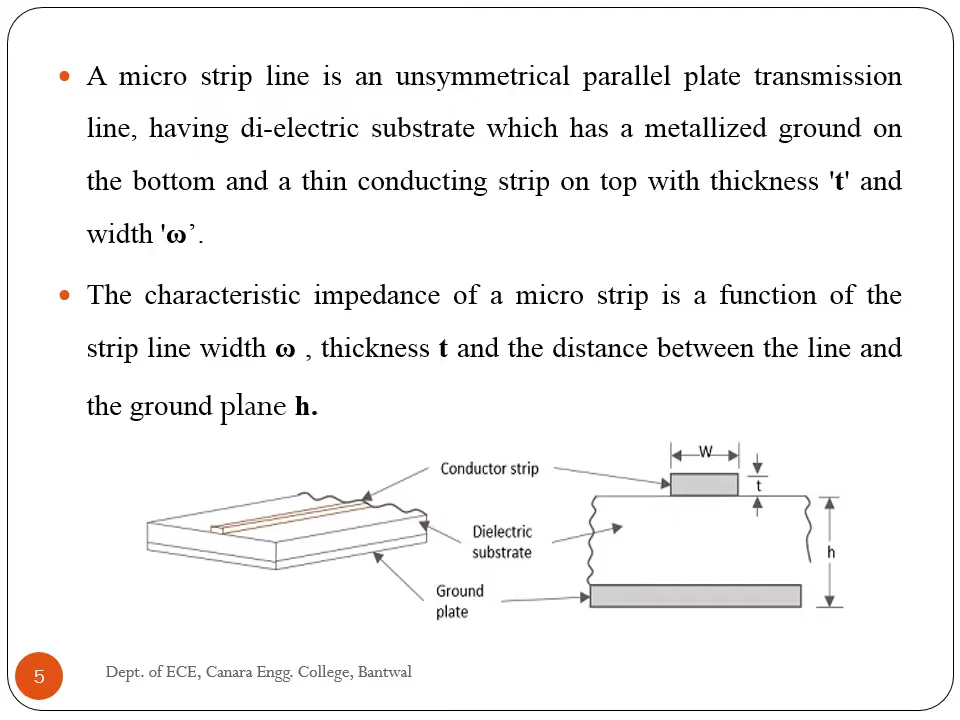 A micro strip line is an unsymmetrical parallel plate transmission
line, having di-electric substrate which has a metallized ground on
the bottom and a thin conducting strip on top with thickness 't' and
width 'ω’.
The characteristic impedance of a micro strip is a function of the
strip line width ω , thickness t and the distance between the line and
the ground plane h.
Conductor strip
Dielectric
substrate
Ground
plate
W
t
h
5
Dept. of ECE, Canara Engg. College, Bantwal